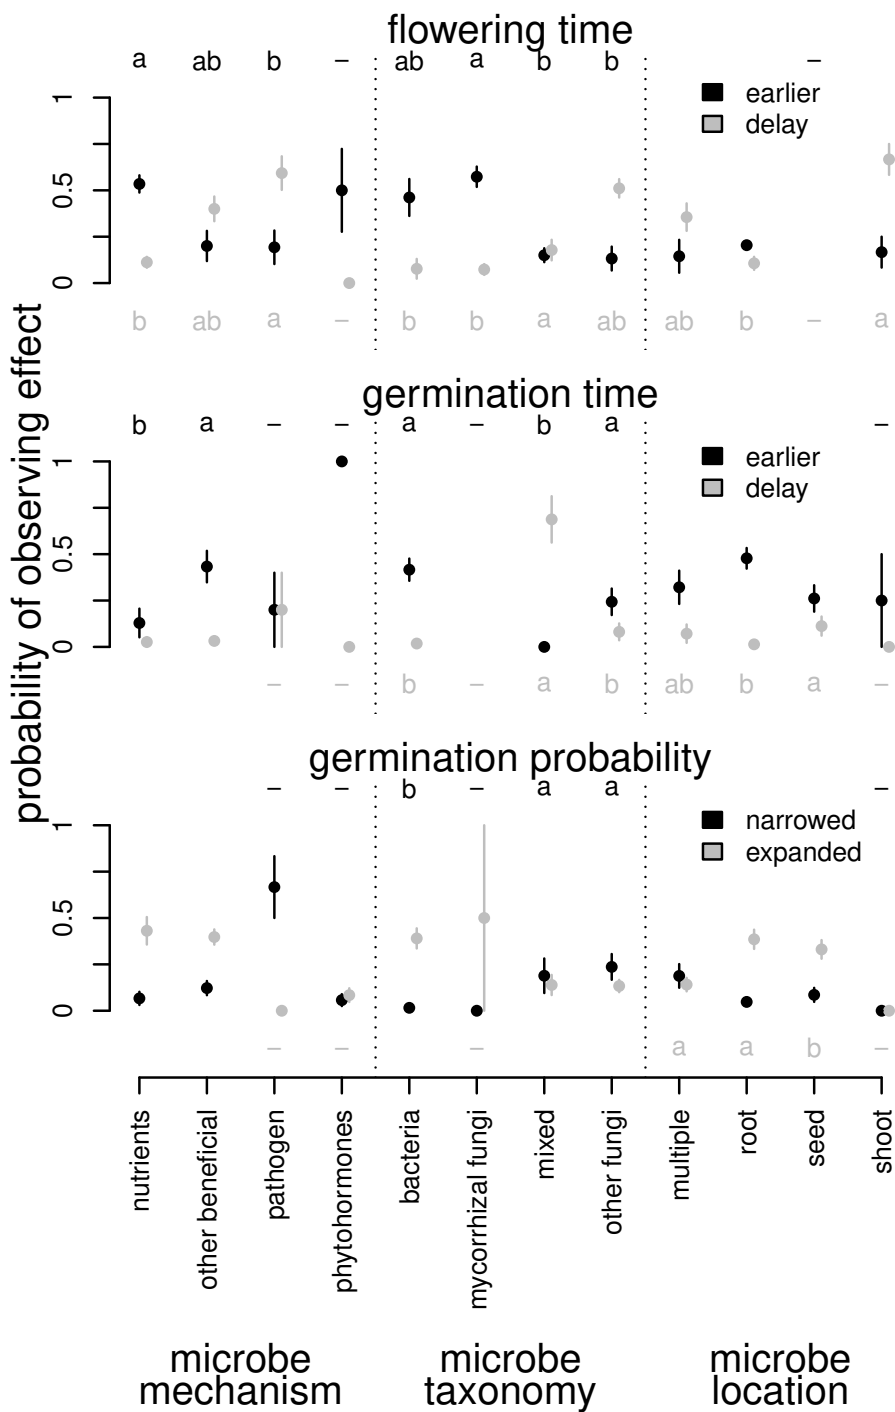 flowering time
a ab b – ab a b b –
earlier
delay
1
0.5
0
b ab a – b b a ab ab b – a
probability of observing effect
germination time
b a – – a – b a –
earlier
delay
1
0.5
0
– – b – a b ab b a –
germination probability
– – b – a a –
narrowed
expanded
1
0.5
0
– – – a a b –
nutrients
other beneficial
pathogen
phytohormones
bacteria
mycorrhizal fungi
mixed
other fungi
multiple
root
seed
shoot
microbe
mechanism
microbe
taxonomy
microbe
location